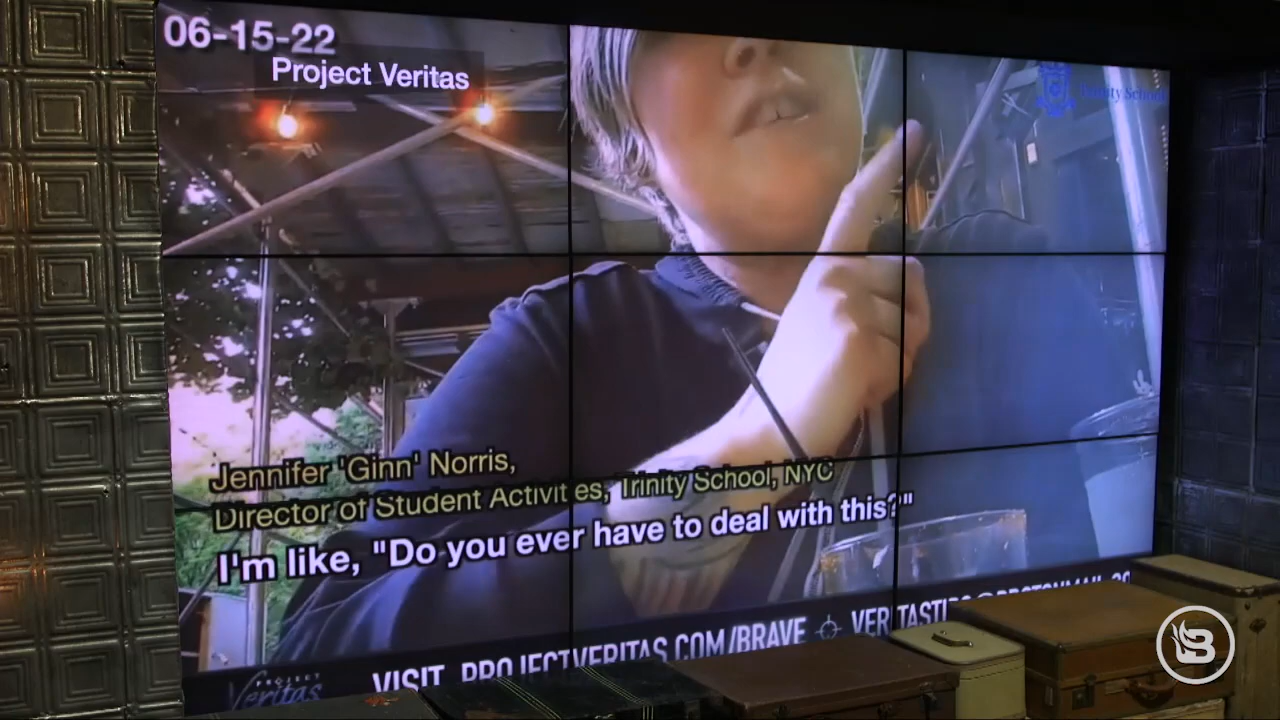 06-15-22
Project Veritas
Trinity School
Jennifer 'Ginn' Norris,
Director of Student Activities, Trinity School, NYC
I'm like, "Do you ever have to deal with this?"
VISIT PROJECTVERITAS.COM/BRAVE
PROJECT
Veritas
B